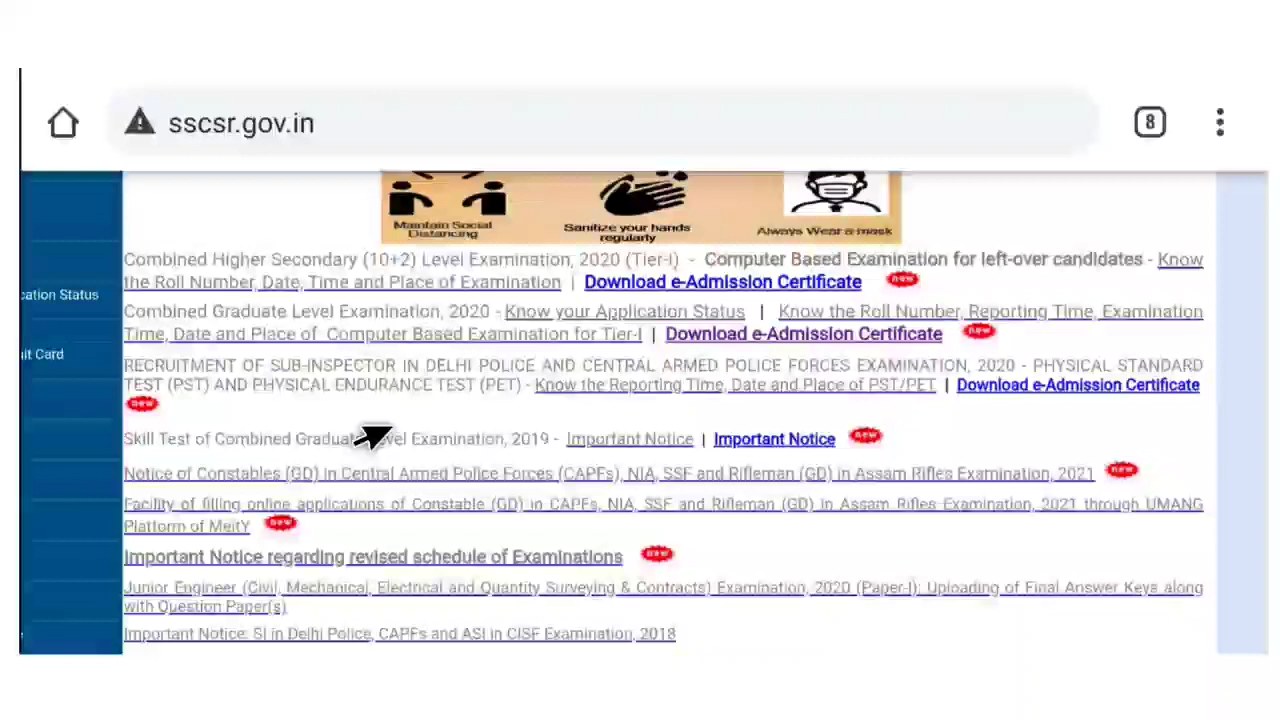 sscsr.gov.in
8
Maintain Social
Distancing
Sanitize your hands
regularly
Always Wear a mask
cation Status
it Card
Combined Higher Secondary (10+2) Level Examination, 2020 (Tier-I) - Computer Based Examination for left-over candidates - Know
the Roll Number, Date, Time and Place of Examination | Download e-Admission Certificate new
Combined Graduate Level Examination, 2020 - Know your Application Status | Know the Roll Number, Reporting Time, Examination
Time, Date and Place of Computer Based Examination for Tier-I | Download e-Admission Certificate new
RECRUITMENT OF SUB-INSPECTOR IN DELHI POLICE AND CENTRAL ARMED POLICE FORCES EXAMINATION, 2020 - PHYSICAL STANDARD
TEST (PST) AND PHYSICAL ENDURANCE TEST (PET) - Know the Reporting Time, Date and Place of PST/PET | Download e-Admission Certificate
new
Skill Test of Combined Graduate Level Examination, 2019 - Important Notice | Important Notice new
Notice of Constables (GD) in Central Armed Police Forces (CAPFs), NIA, SSF and Rifleman (GD) in Assam Rifles Examination, 2021 new
Facility of filling online applications of Constable (GD) in CAPFs, NIA, SSF and Rifleman (GD) in Assam Rifles Examination, 2021 through UMANG
Platform of MeitY new
Important Notice regarding revised schedule of Examinations new
Junior Engineer (Civil, Mechanical, Electrical and Quantity Surveying & Contracts) Examination, 2020 (Paper-I): Uploading of Final Answer Keys along
with Question Paper(s)
Important Notice: SI in Delhi Police, CAPFs and ASI in CISF Examination, 2018